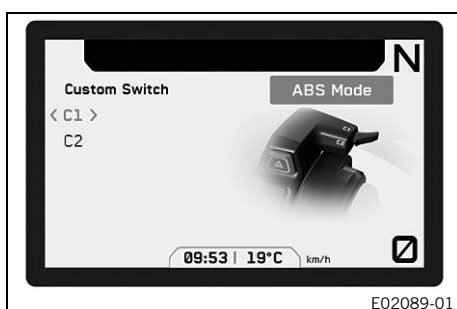 N
Custom Switch ABS Mode
< C1 >
C2
C1
C2
09:53 | 19°C km/h
0
E02089-01